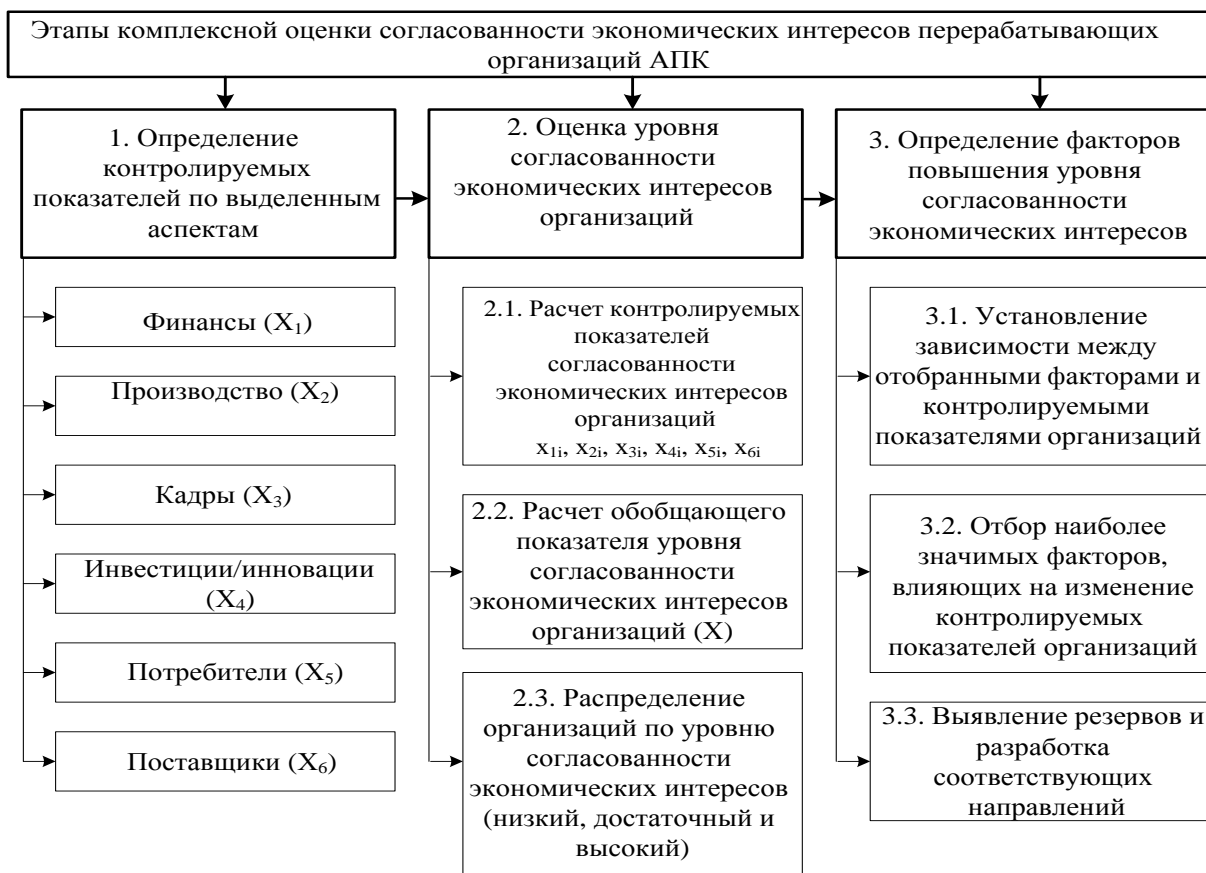 Этапы комплексной оценки согласованности экономических интересов перерабатывающих
организаций АПК
1. Определение
контролируемых
показателей по выделенным
аспектам
Финансы (X₁)
Производство (X₂)
Кадры (X₃)
Инвестиции/инновации
(X₄)
Потребители (X₅)
Поставщики (X₆)
2. Оценка уровня
согласованности
экономических интересов
организаций
2.1. Расчет контролируемых
показателей
согласованности
экономических интересов
организаций
x₁ᵢ, x₂ᵢ, x₃ᵢ, x₄ᵢ, x₅ᵢ, x₆ᵢ
2.2. Расчет обобщающего
показателя уровня
согласованности
экономических интересов
организаций (X)
2.3. Распределение
организаций по уровню
согласованности
экономических интересов
(низкий, достаточный и
высокий)
3. Определение факторов
повышения уровня
согласованности
экономических интересов
3.1. Установление
зависимости между
отобранными факторами и
контролируемыми
показателями организаций
3.2. Отбор наиболее
значимых факторов,
влияющих на изменение
контролируемых
показателей организаций
3.3. Выявление резервов и
разработка
соответствующих
направлений